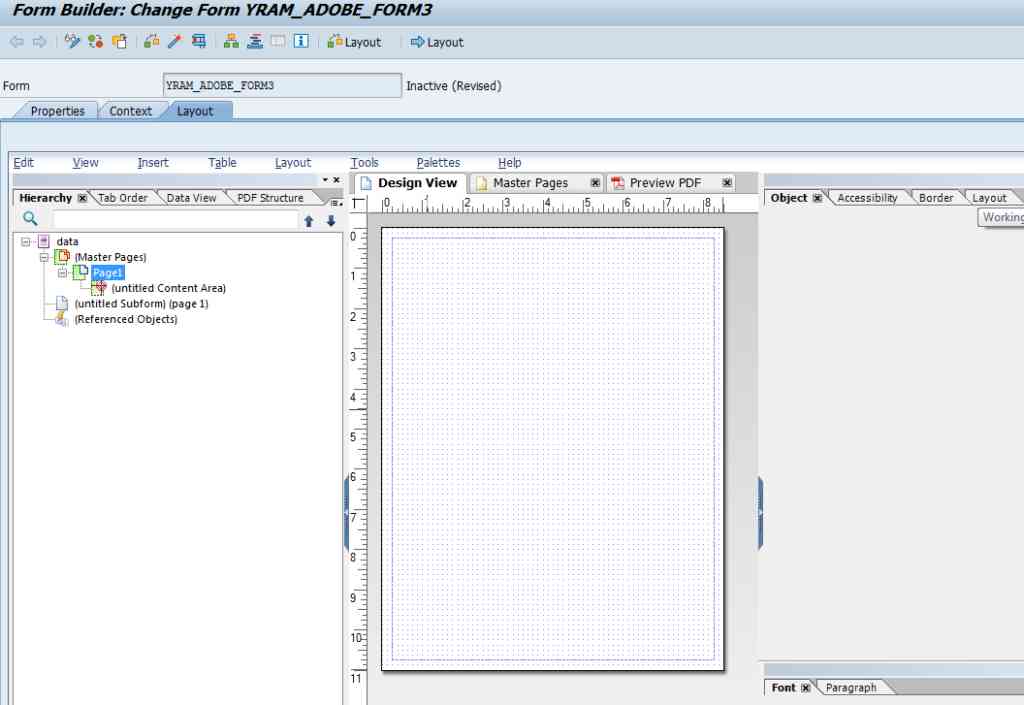 Form Builder: Change Form YRAM_ADOBE_FORM3
Layout Layout
Form YRAM_ADOBE_FORM3 Inactive (Revised)
Properties Context Layout
Edit View Insert Table Layout Tools Palettes Help
Hierarchy Tab Order Data View PDF Structure
Design View Master Pages Preview PDF
Object Accessibility Border Layout
Working
0 1 2 3 4 5 6 7 8
data
(Master Pages)
Page1
(untitled Content Area)
(untitled Subform) (page 1)
(Referenced Objects)
0
1
2
3
4
5
6
7
8
9
10
11
Font Paragraph